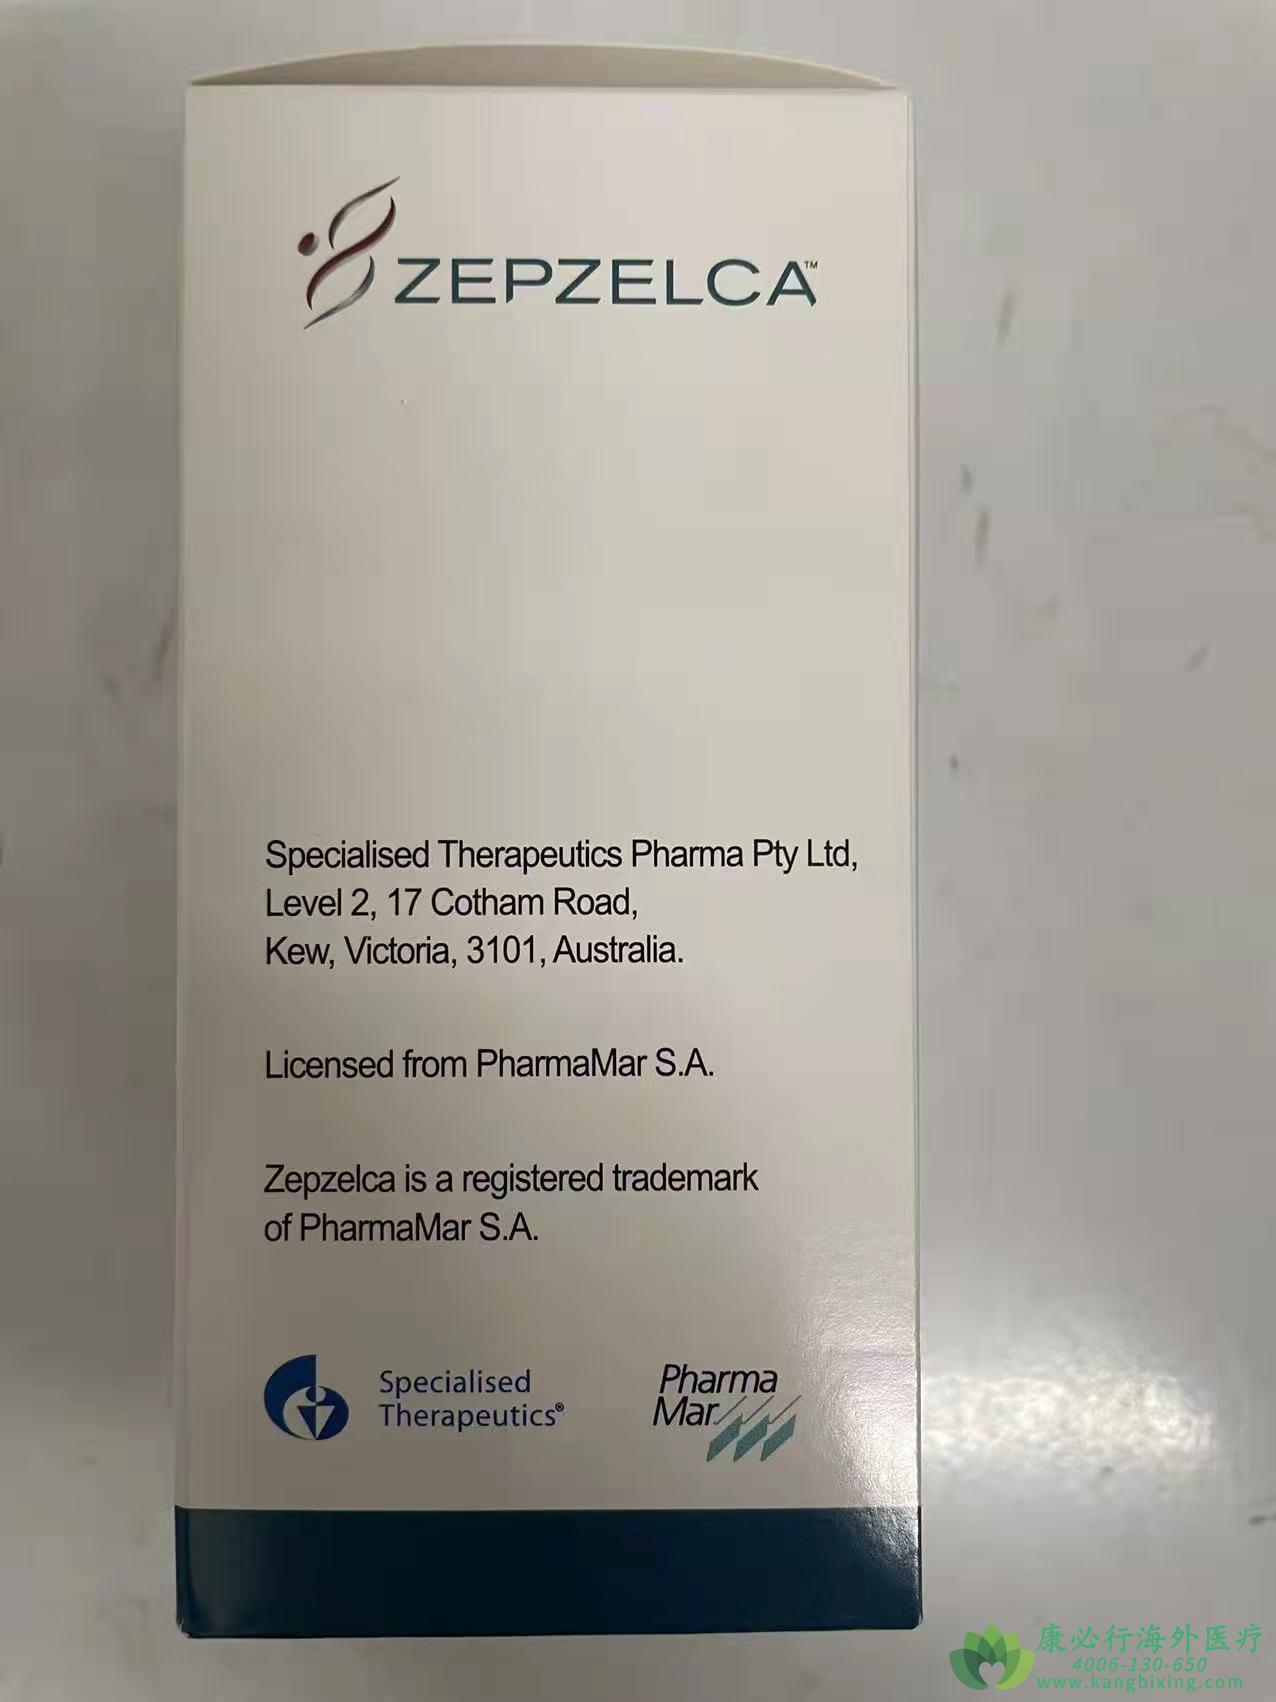 ZEPZELCA™
Specialised Therapeutics Pharma Pty Ltd,
Level 2, 17 Cotham Road,
Kew, Victoria, 3101, Australia.
Licensed from PharmaMar S.A.
Zepzelca is a registered trademark
of PharmaMar S.A.
Specialised
Therapeutics®
Pharma
Mar
康必行海外医疗
4006-130-650
www.kangbixing.com